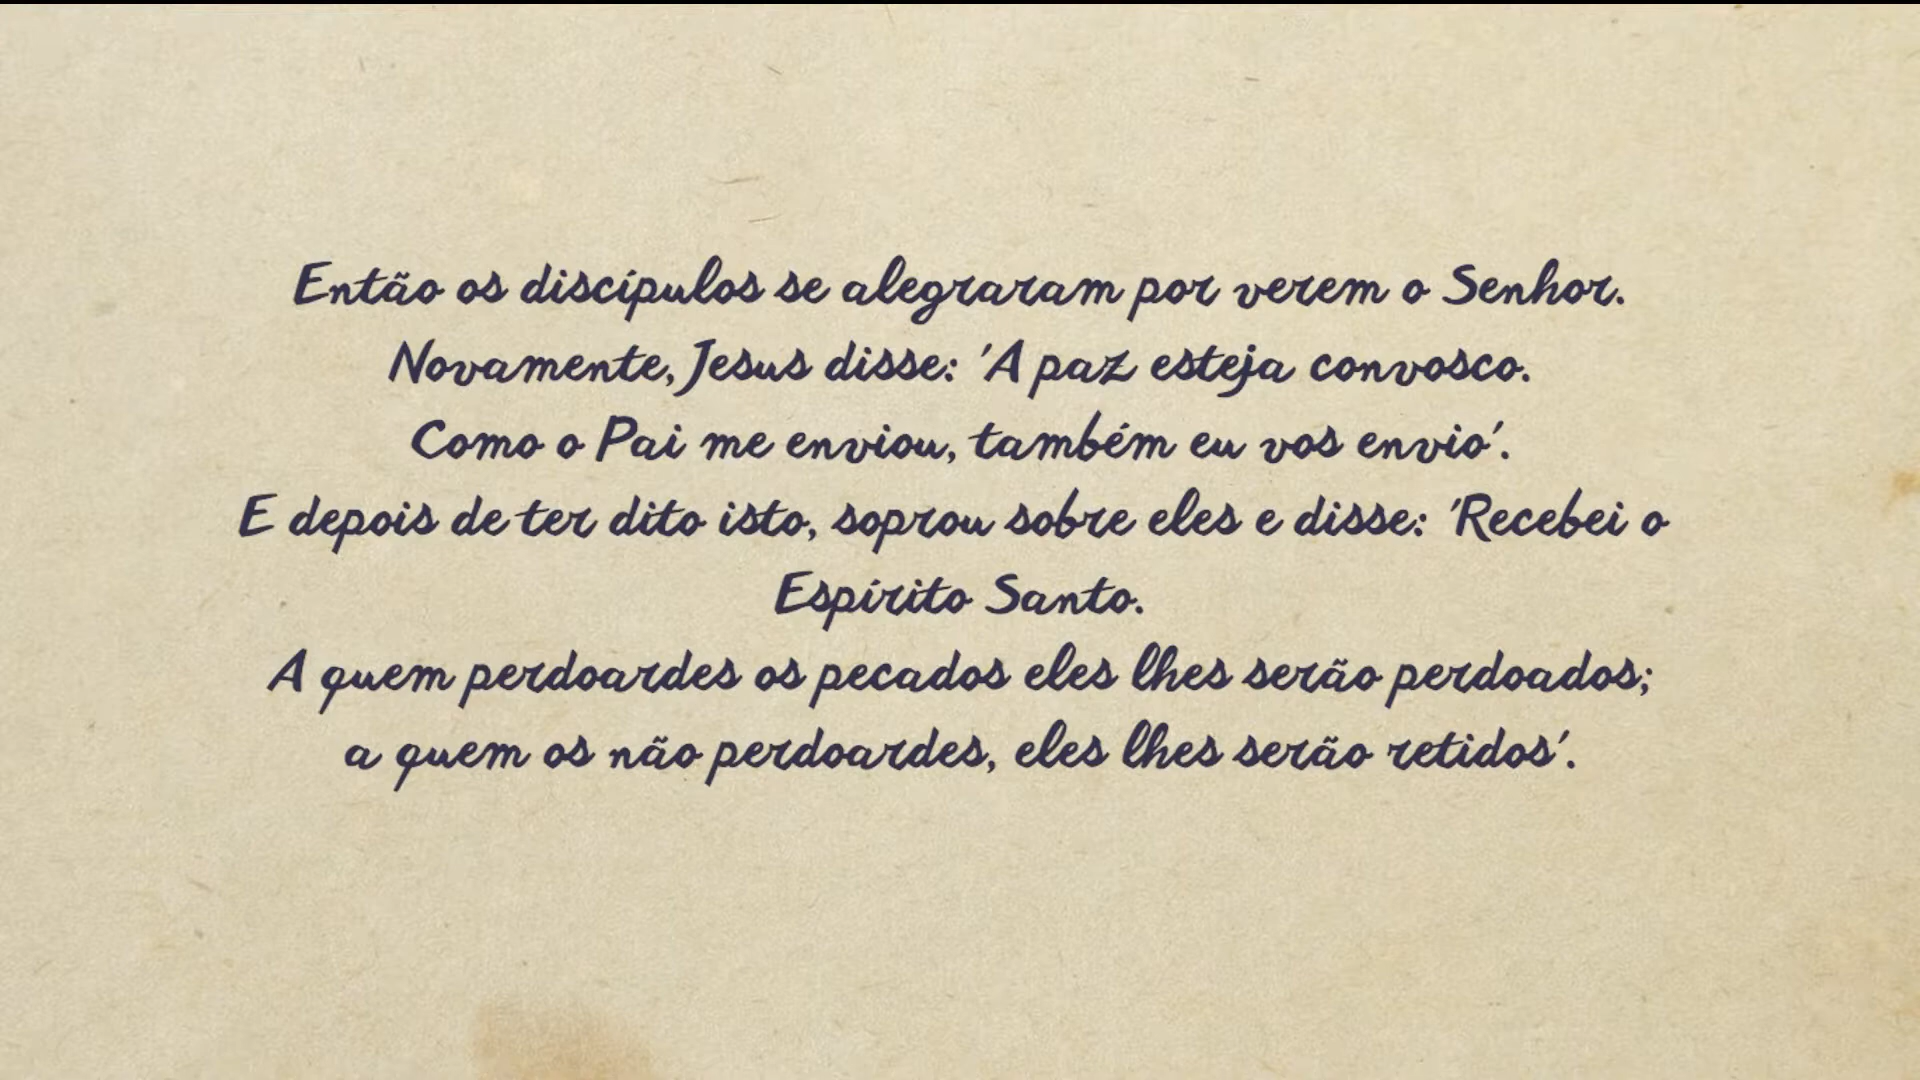 Então os discípulos se alegraram por verem o Senhor.
Novamente, Jesus disse: 'A paz esteja convosco.
Como o Pai me enviou, também eu vos envio'.
E depois de ter dito isto, soprou sobre eles e disse: 'Recebei o
Espírito Santo.
A quem perdoardes os pecados eles lhes serão perdoados;
a quem os não perdoardes, eles lhes serão retidos'.